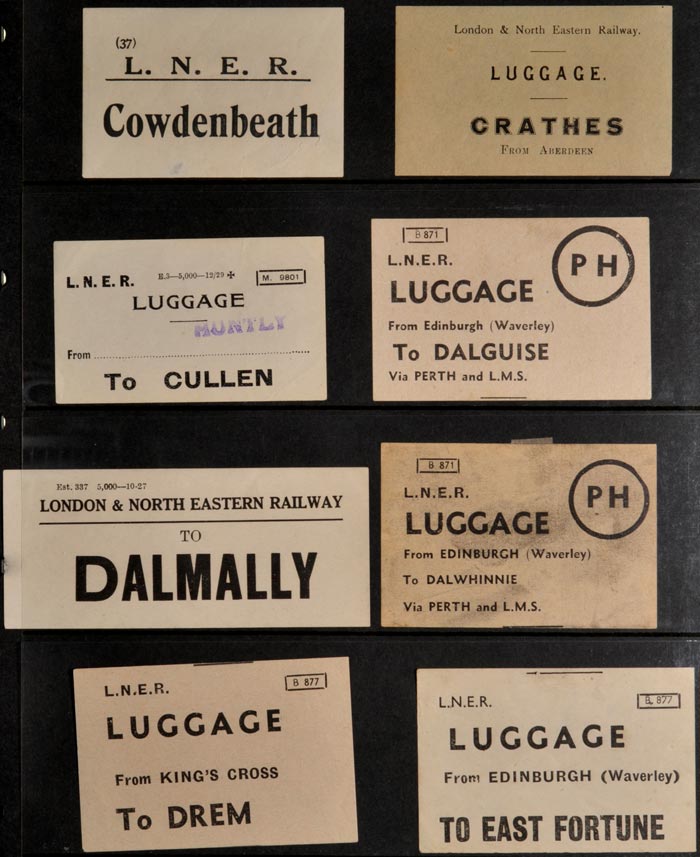 (37)
L. N. E. R.
Cowdenbeath
London & North Eastern Railway.
LUGGAGE.
CRATHES
FROM ABERDEEN
L. N. E. R.
E.3—5,000—12/29 ✠
M. 9801
LUGGAGE
HUNTLY
From
To CULLEN
B 871
PH
L.N.E.R.
LUGGAGE
From Edinburgh (Waverley)
To DALGUISE
Via PERTH and L.M.S.
Est. 337 5,000—10-27
LONDON & NORTH EASTERN RAILWAY
TO
DALMALLY
B 871
PH
L.N.E.R.
LUGGAGE
From EDINBURGH (Waverley)
To DALWHINNIE
Via PERTH and L.M.S.
L.N.E.R.
B 877
LUGGAGE
From KING'S CROSS
To DREM
L.N.E.R.
B 877
LUGGAGE
From EDINBURGH (Waverley)
TO EAST FORTUNE